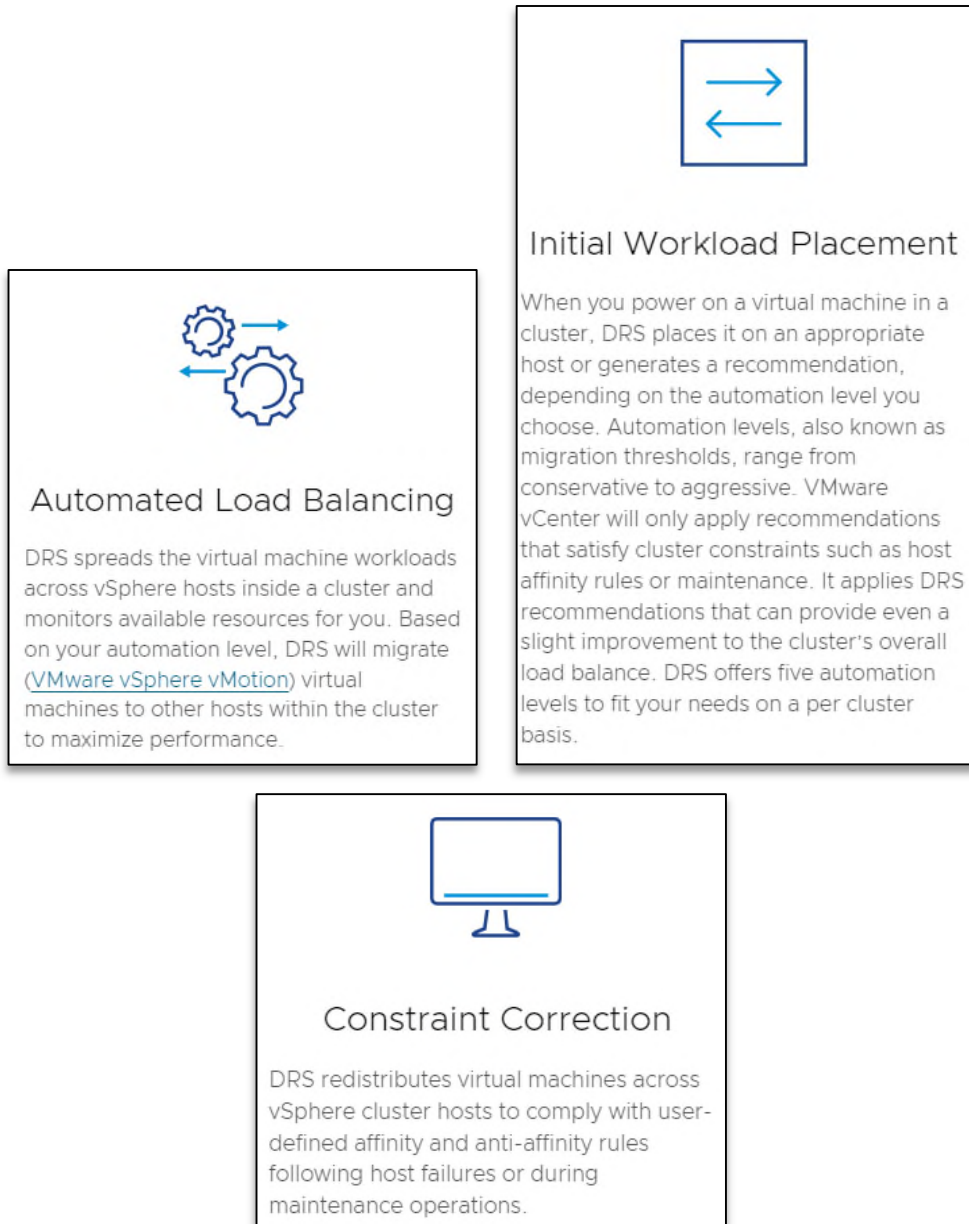 Automated Load Balancing
DRS spreads the virtual machine workloads
across vSphere hosts inside a cluster and
monitors available resources for you. Based
on your automation level, DRS will migrate
(VMware vSphere vMotion) virtual
machines to other hosts within the cluster
to maximize performance.
Initial Workload Placement
When you power on a virtual machine in a
cluster, DRS places it on an appropriate
host or generates a recommendation,
depending on the automation level you
choose. Automation levels, also known as
migration thresholds, range from
conservative to aggressive. VMware
vCenter will only apply recommendations
that satisfy cluster constraints such as host
affinity rules or maintenance. It applies DRS
recommendations that can provide even a
slight improvement to the cluster's overall
load balance. DRS offers five automation
levels to fit your needs on a per cluster
basis.
Constraint Correction
DRS redistributes virtual machines across
vSphere cluster hosts to comply with user-
defined affinity and anti-affinity rules
following host failures or during
maintenance operations.